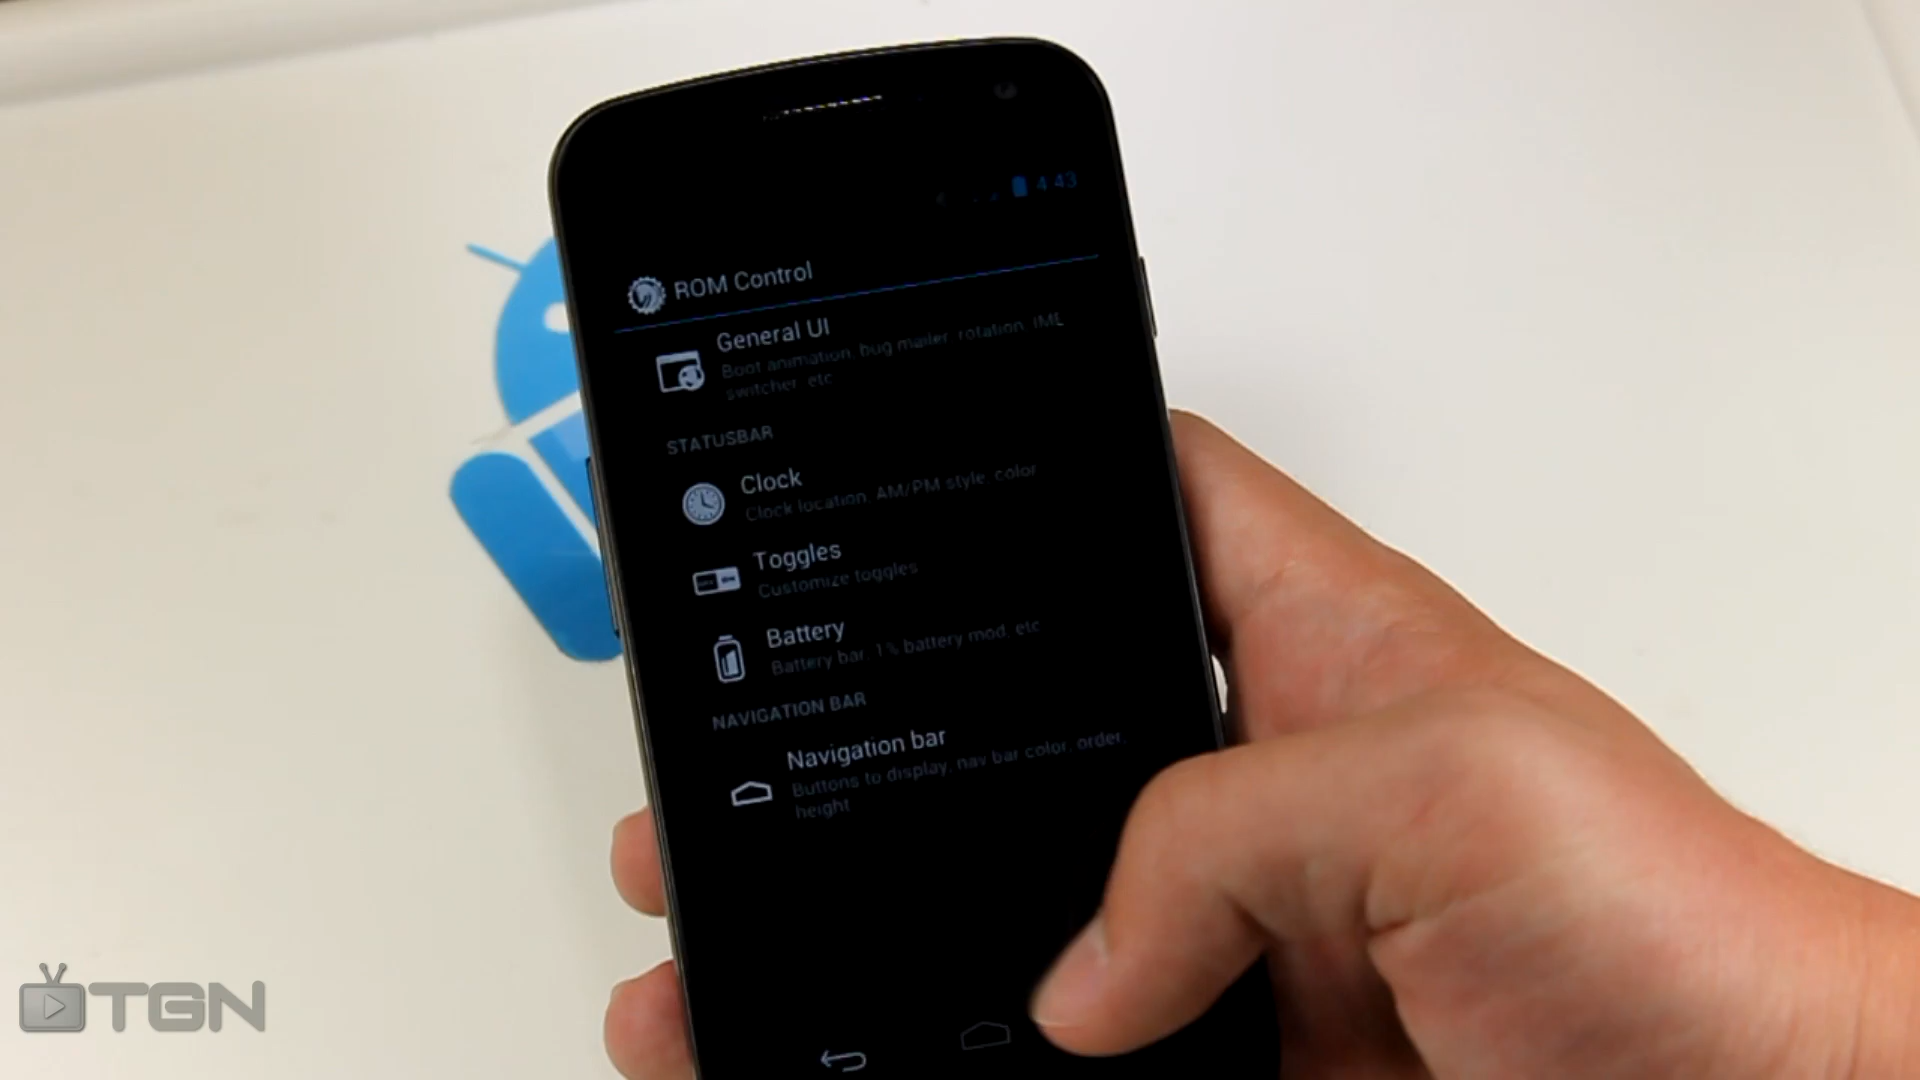 4:43
ROM Control
General UI
Boot animation, bug mailer, rotation, IME
switcher, etc
STATUSBAR
Clock
Clock location, AM/PM style, color
Toggles
Customize toggles
Battery
Battery bar, 1% battery mod, etc
NAVIGATION BAR
Navigation bar
Buttons to display, nav bar color, order,
height
TGN